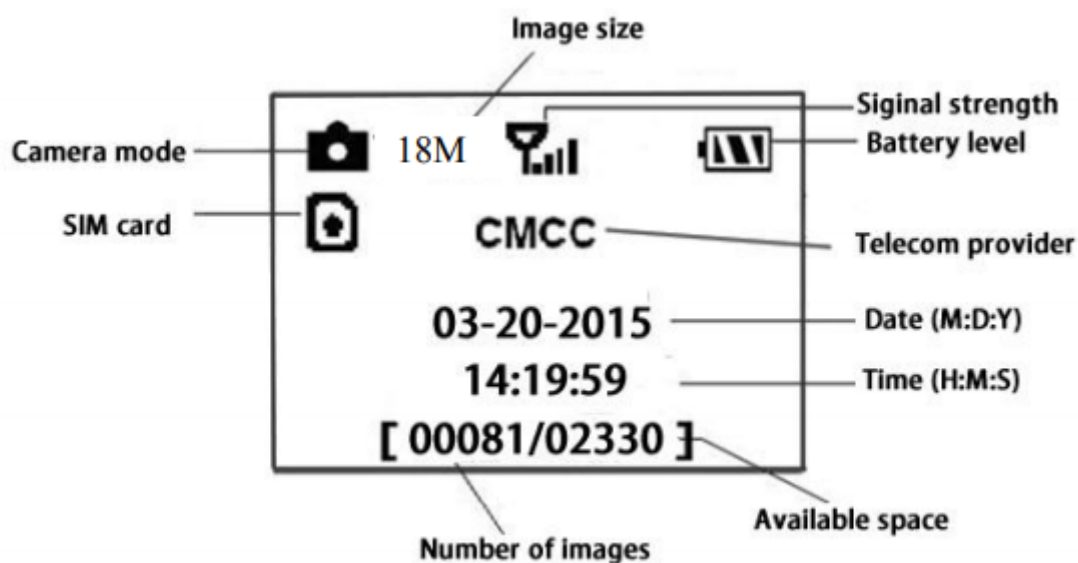 Image size
Siginal strength
Camera mode
18M
Battery level
SIM card
CMCC
Telecom provider
03-20-2015
Date (M:D:Y)
14:19:59
Time (H:M:S)
[ 00081/02330 ]
Available space
Number of images